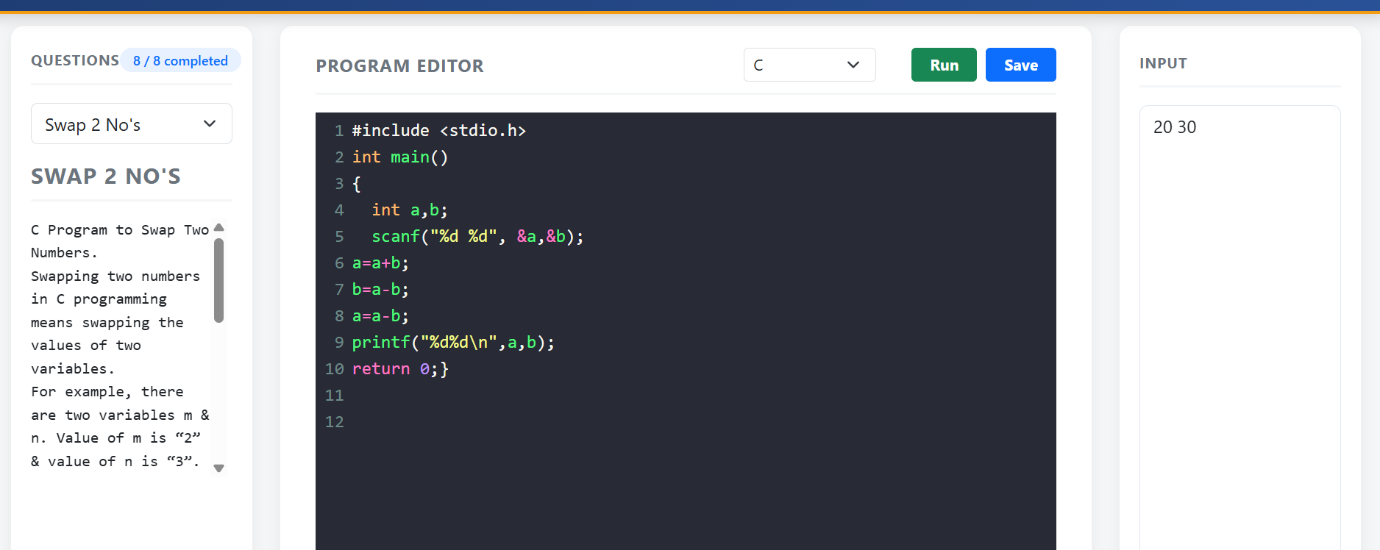 QUESTIONS 8 / 8 completed
Swap 2 No's
SWAP 2 NO'S
C Program to Swap Two
Numbers.
Swapping two numbers
in C programming
means swapping the
values of two
variables.
For example, there
are two variables m &
n. Value of m is “2”
& value of n is “3”.
PROGRAM EDITOR
C
Run
Save
1 #include <stdio.h>
2 int main()
3 {
4   int a,b;
5   scanf("%d %d", &a,&b);
6 a=a+b;
7 b=a-b;
8 a=a-b;
9 printf("%d%d\n",a,b);
10 return 0;}
11
12
INPUT
20 30